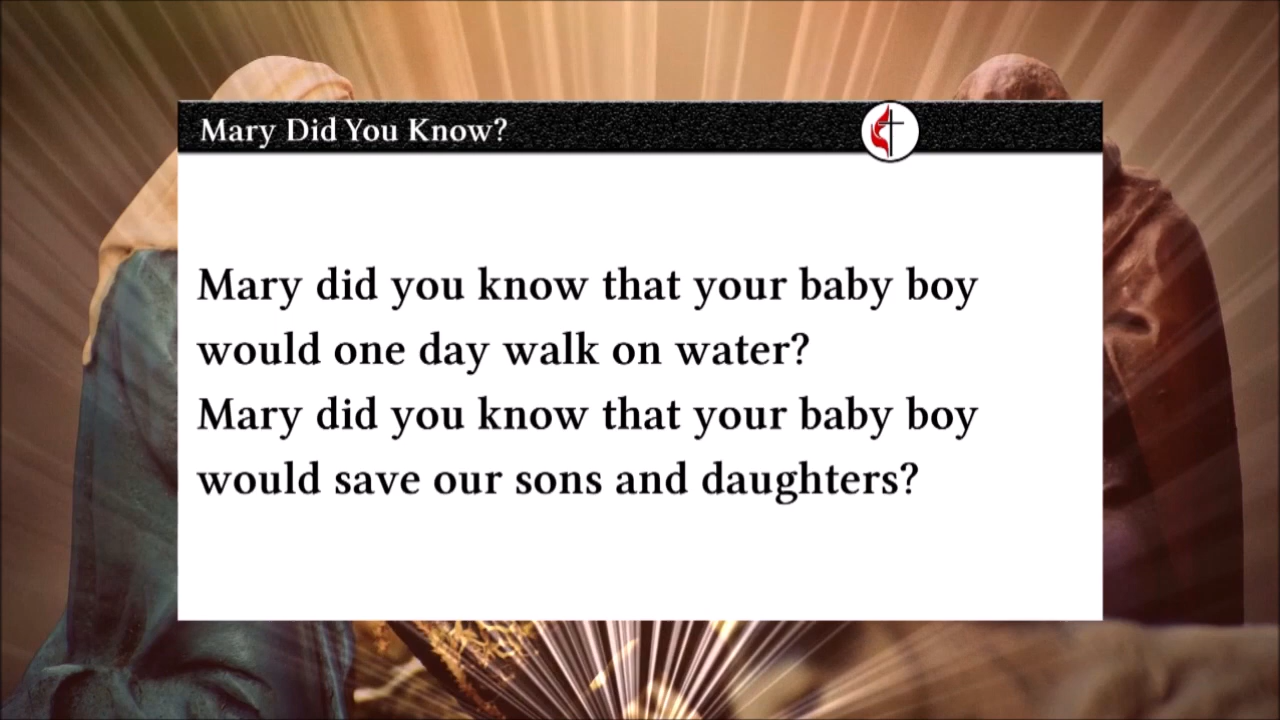 Mary Did You Know?
Mary did you know that your baby boy
would one day walk on water?
Mary did you know that your baby boy
would save our sons and daughters?